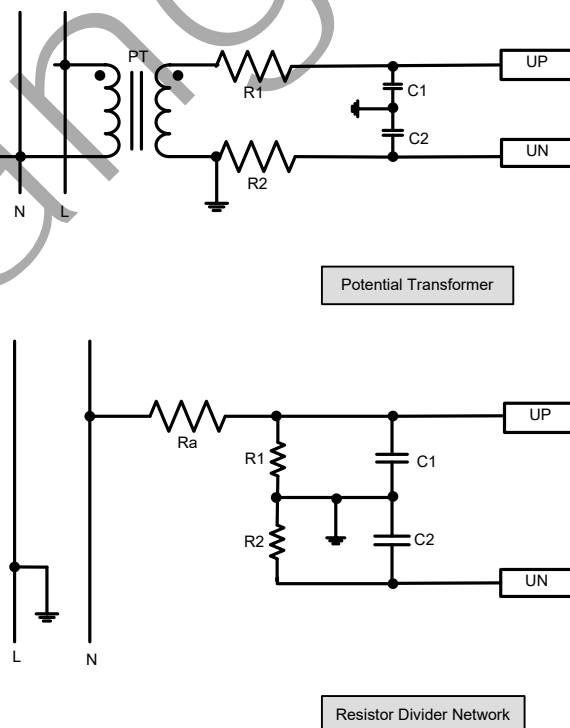 PT
UP
R1
C1
C2
UN
R2
N
L
Potential Transformer
UP
Ra
R1
C1
R2
C2
UN
L
N
Resistor Divider Network